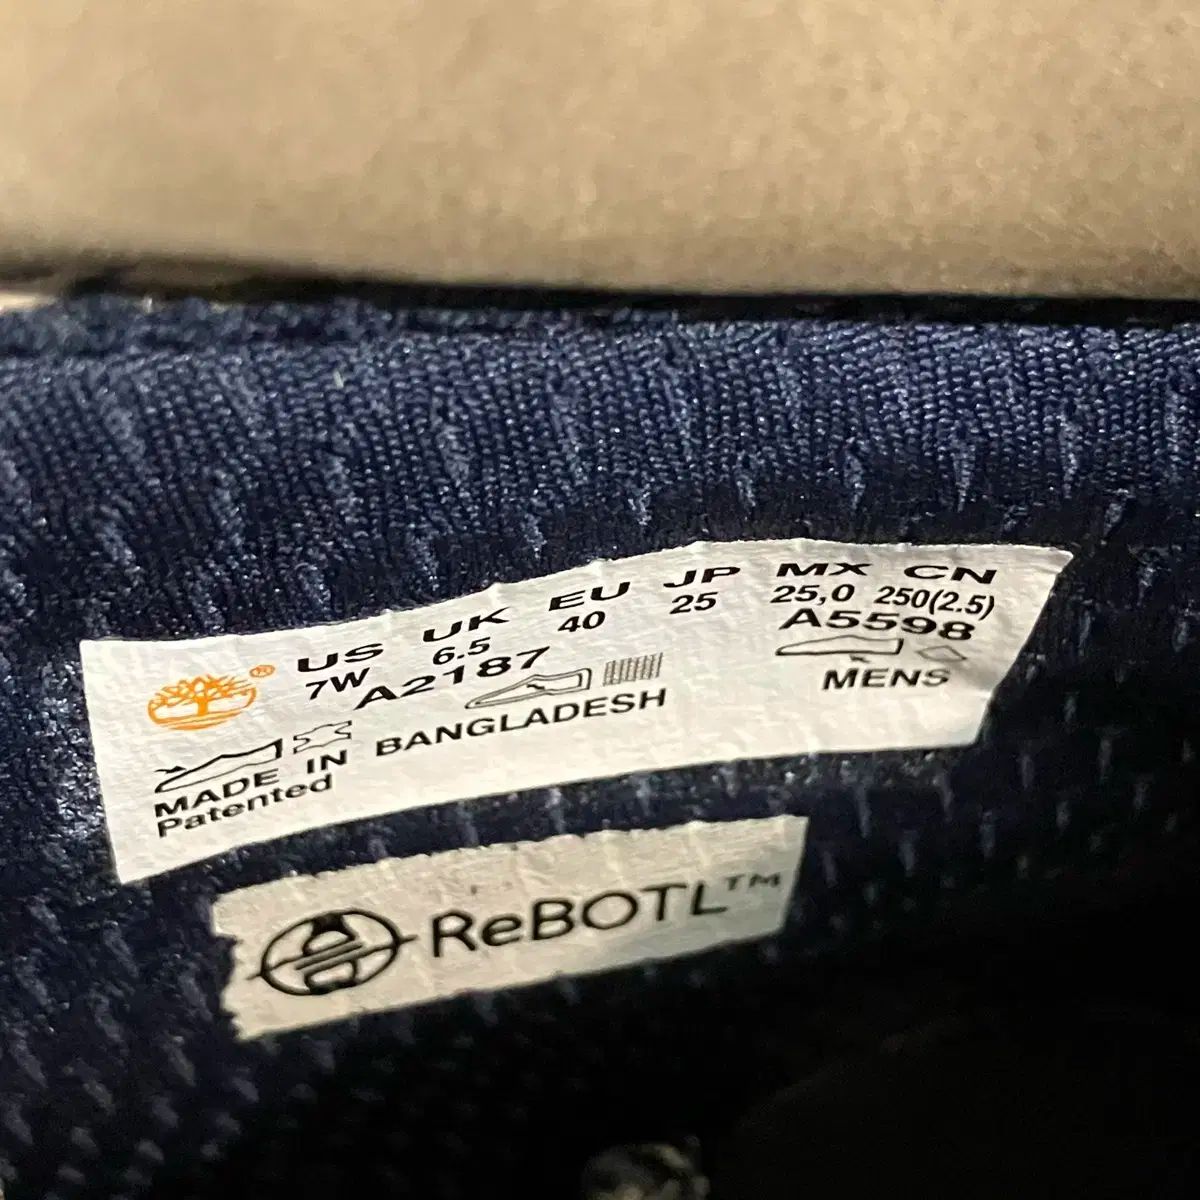 US UK EU JP MX CN
7W 6.5 40 25 25,0 250(2.5)
A2187 A5598
MADE IN BANGLADESH MENS
Patented
ReBOTL™